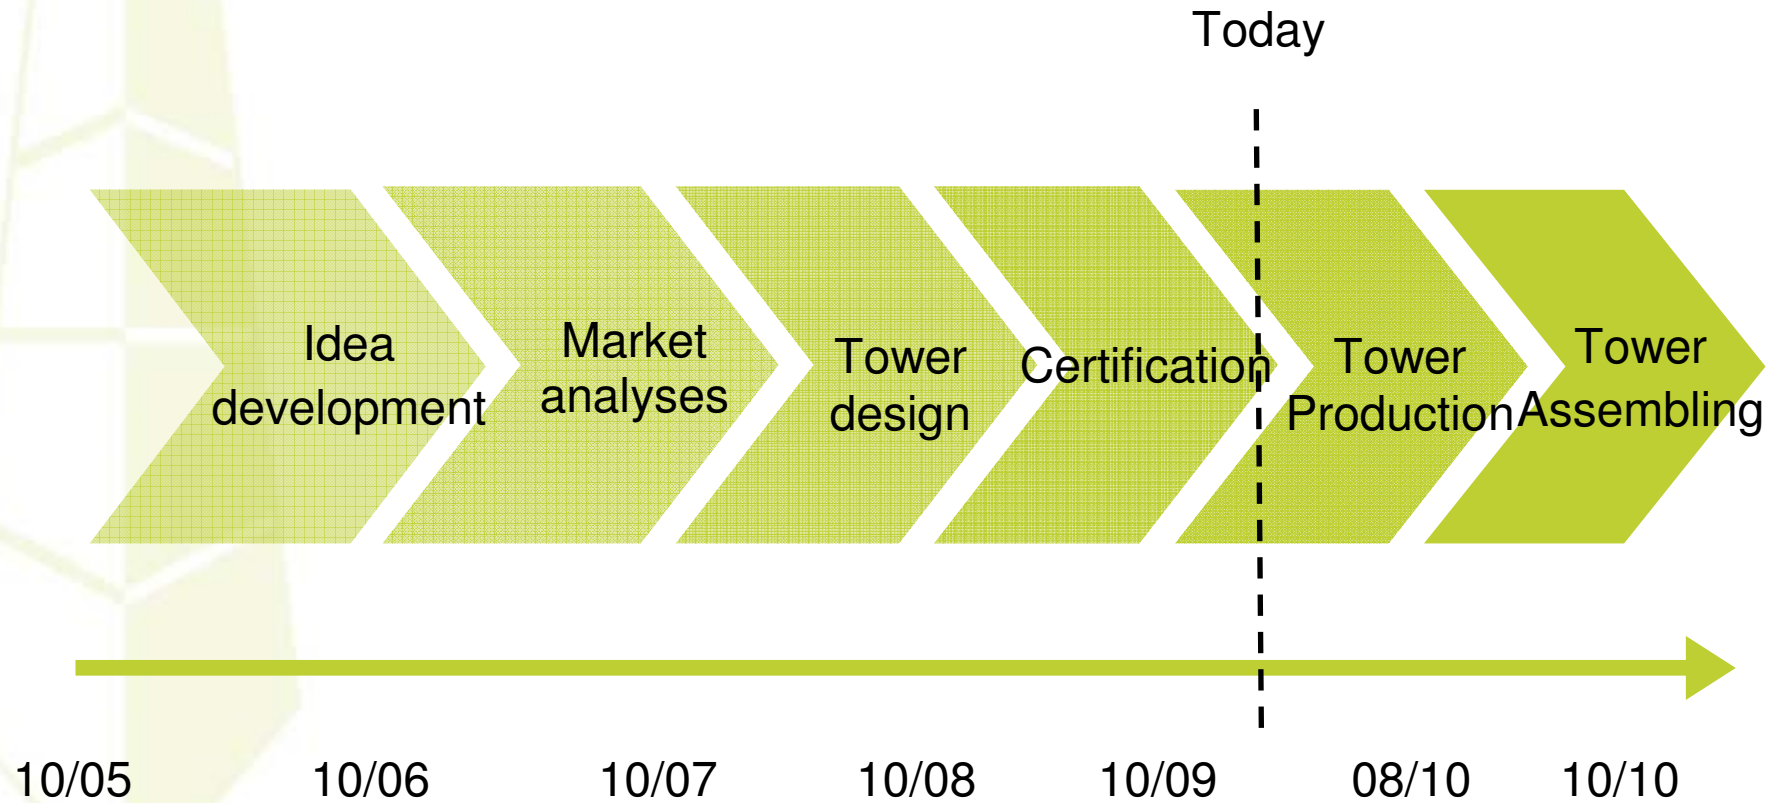 Today
Idea
development
Market
analyses
Tower
design
Certification
Tower
Production
Tower
Assembling
10/05 10/06 10/07 10/08 10/09 08/10 10/10